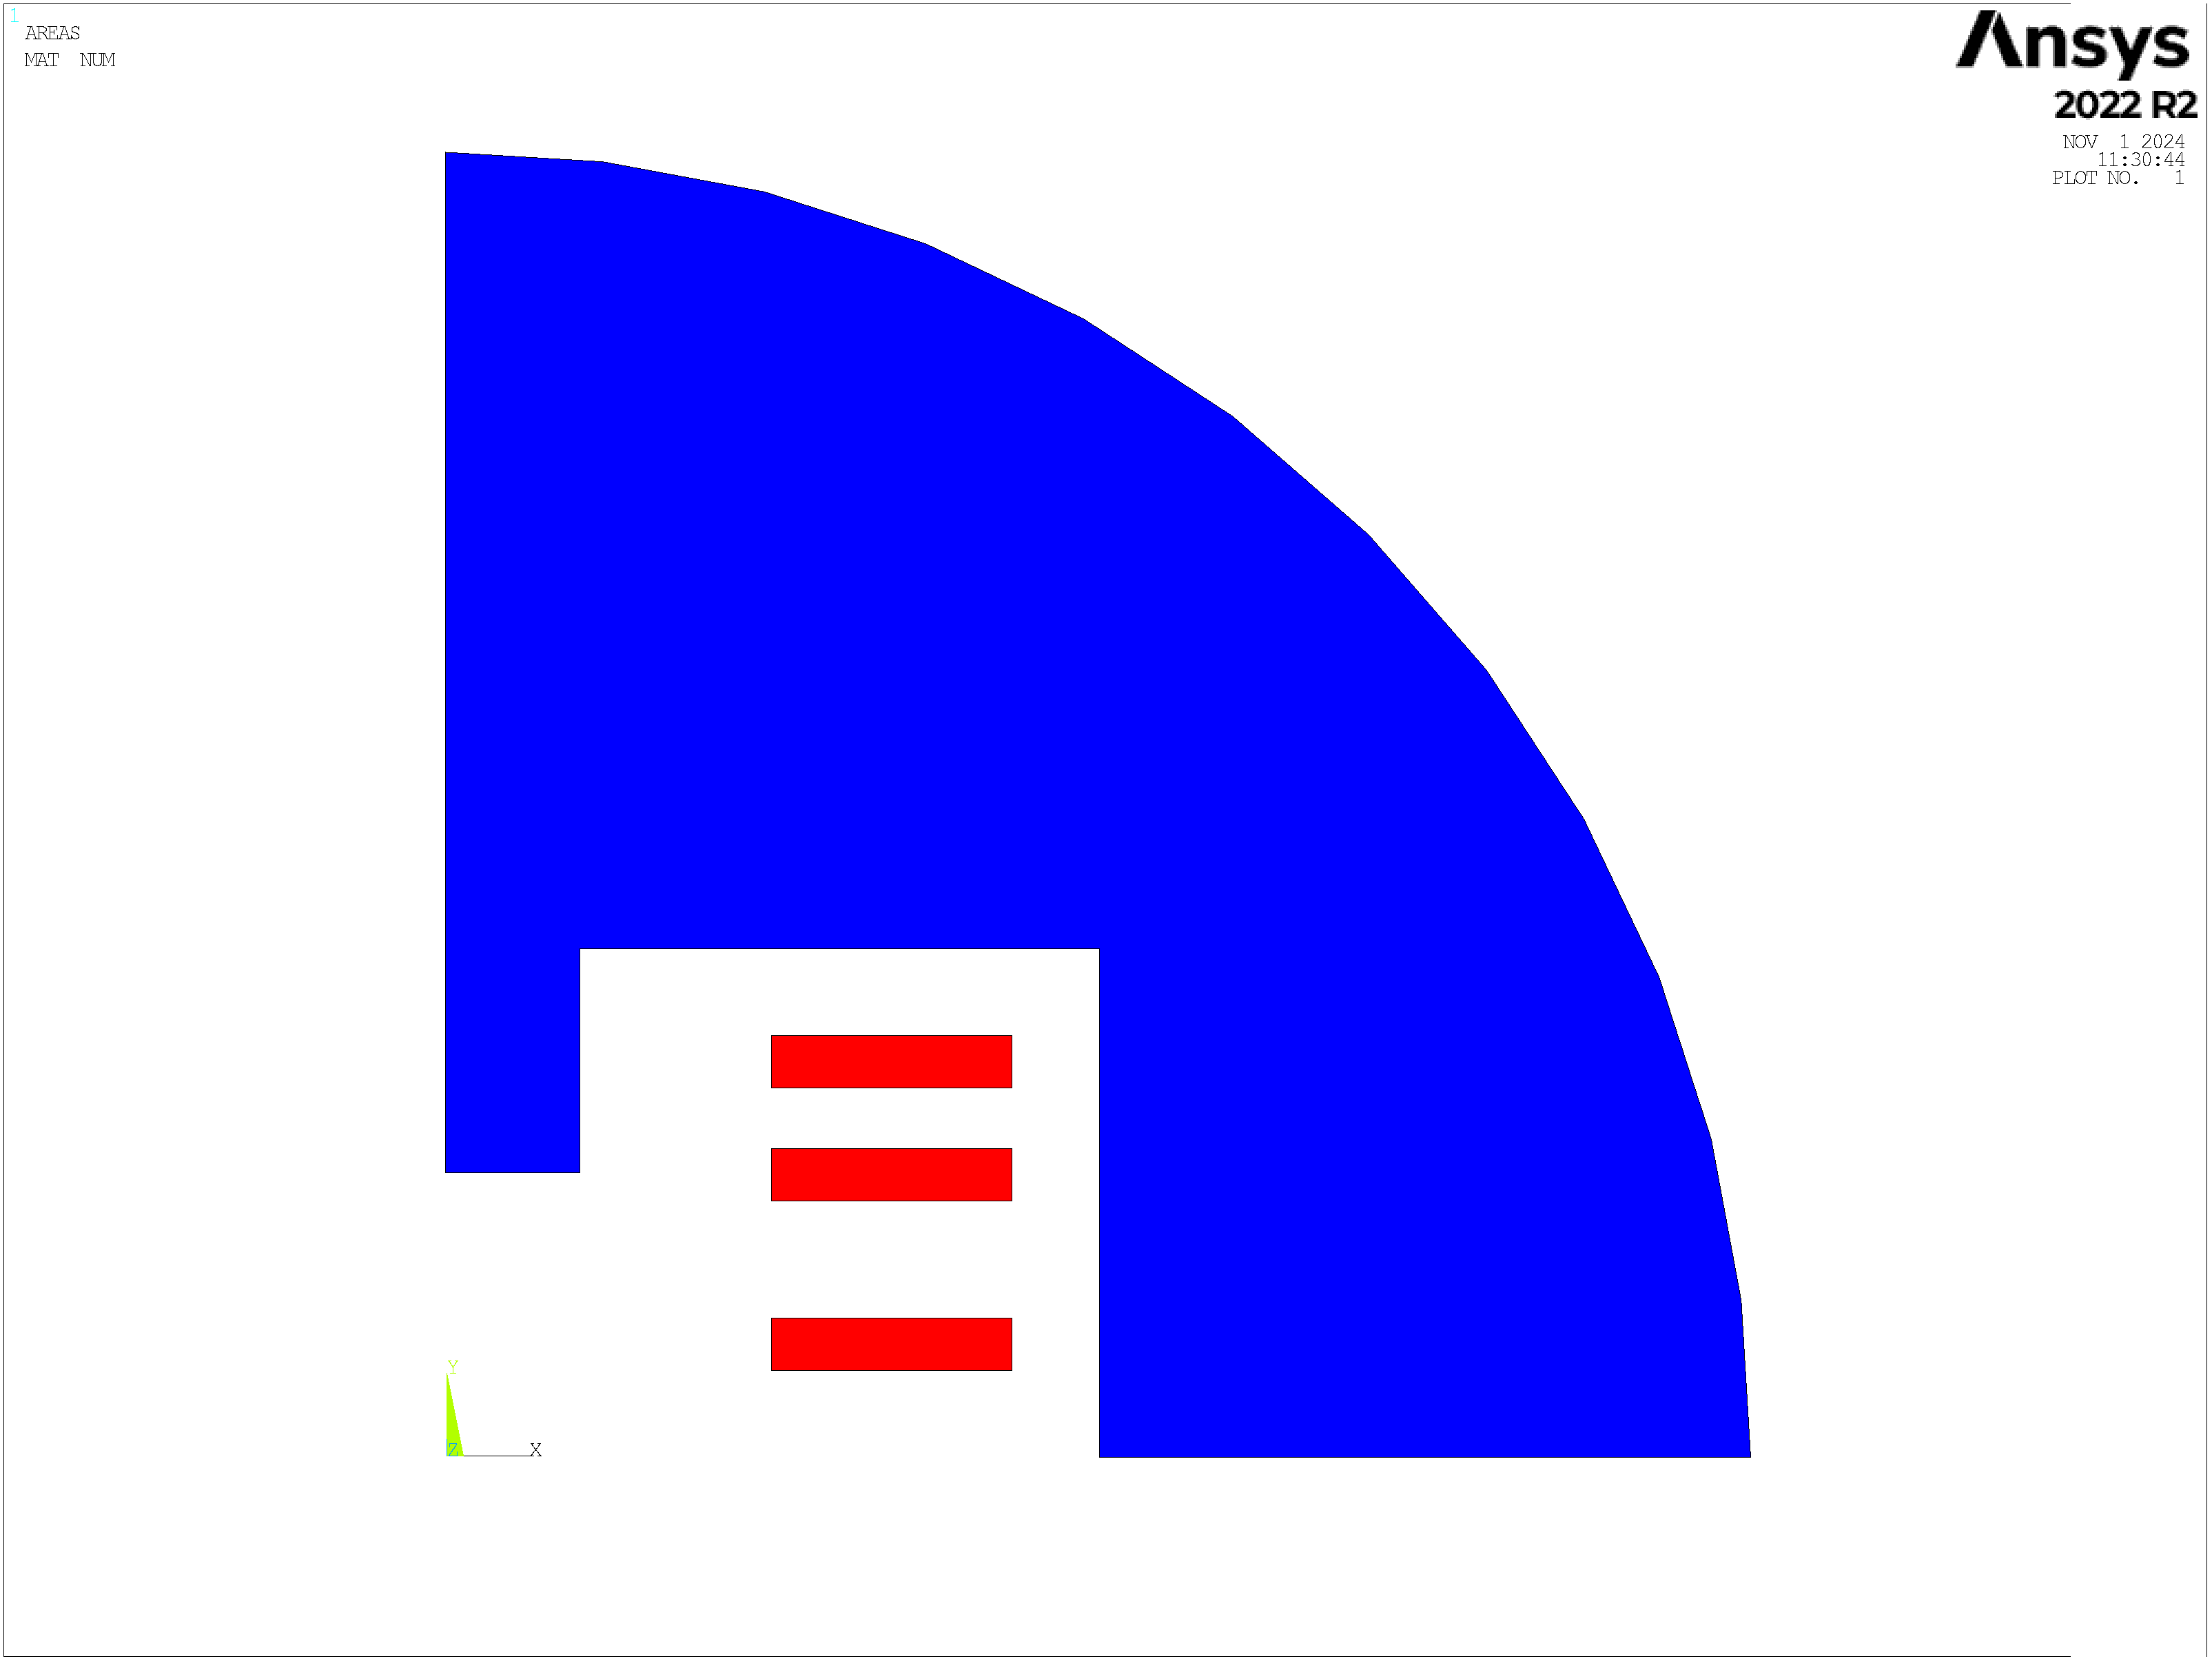 1
AREAS
MAT NUM
Ansys
2022 R2
NOV 1 2024
11:30:44
PLOT NO. 1
Y
Z
X